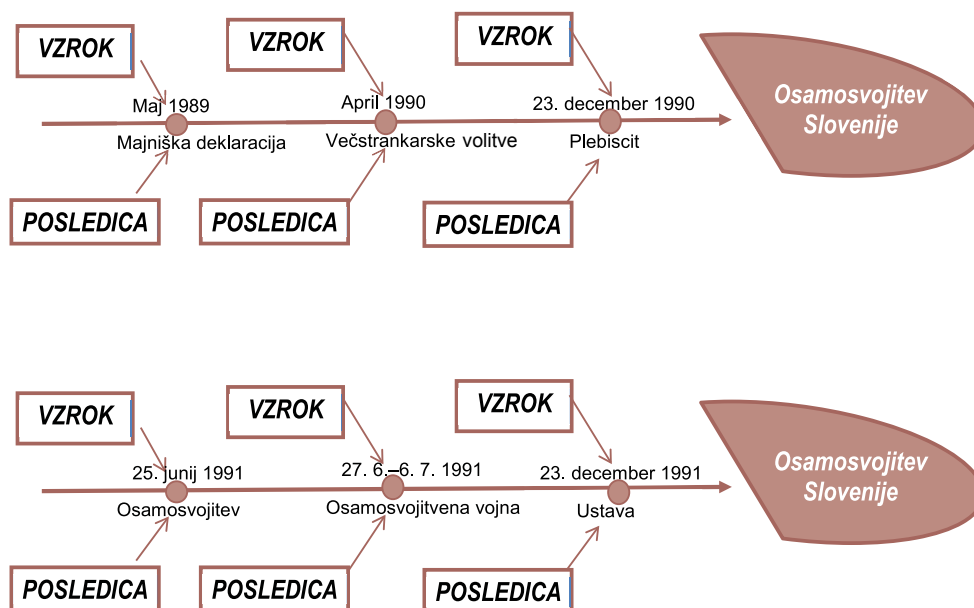 VZROK
VZROK
VZROK
Maj 1989
April 1990
23. december 1990
Majniška deklaracija
Večstrankarske volitve
Plebiscit
Osamosvojitev
Slovenije
POSLEDICA
POSLEDICA
POSLEDICA
VZROK
VZROK
VZROK
25. junij 1991
27. 6.–6. 7. 1991
23. december 1991
Osamosvojitev
Osamosvojitvena vojna
Ustava
Osamosvojitev
Slovenije
POSLEDICA
POSLEDICA
POSLEDICA